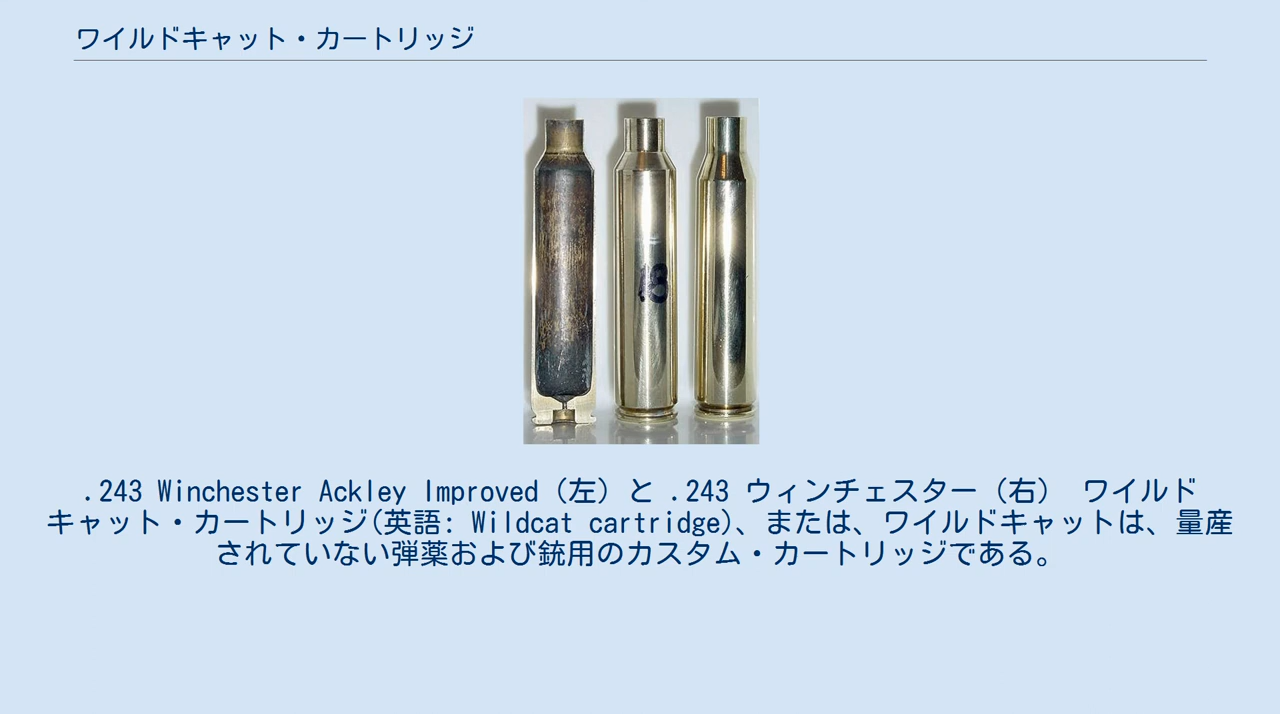 ワイルドキャット・カートリッジ
18
.243 Winchester Ackley Improved（左）と .243 ウィンチェスター（右） ワイルド
キャット・カートリッジ(英語: Wildcat cartridge)、または、ワイルドキャットは、量産
されていない弾薬および銃用のカスタム・カートリッジである。